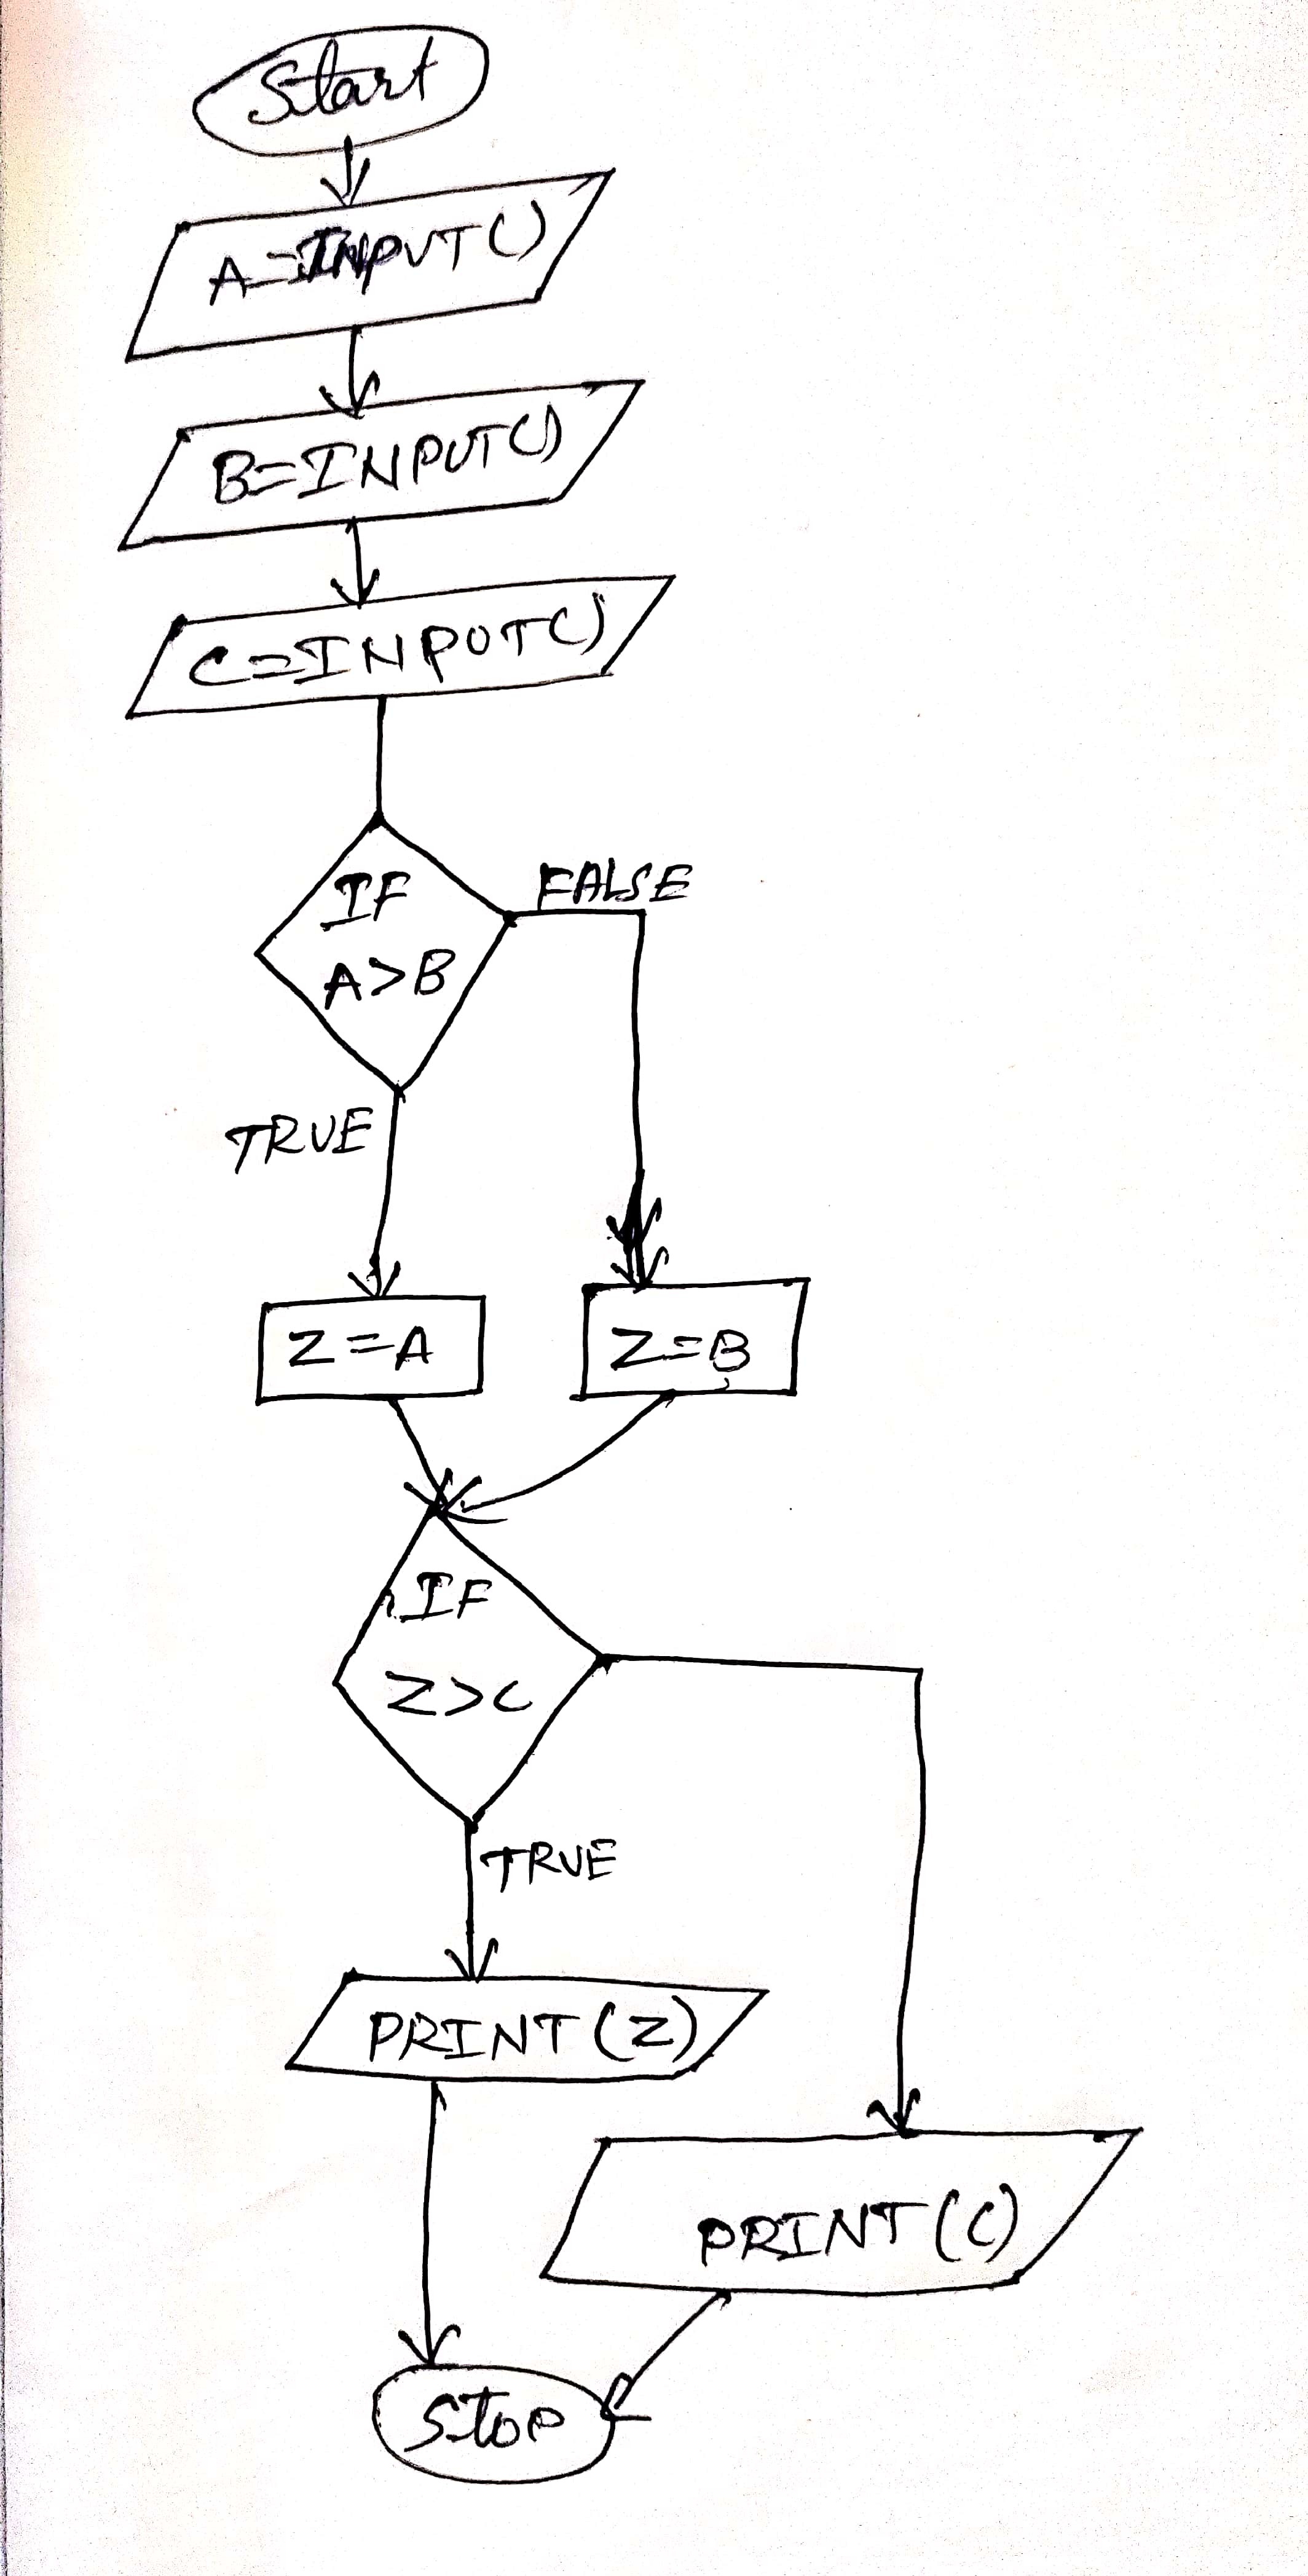 Start
A=INPUT()
B=INPUT()
C=INPUT()
IF
A>B
FALSE
TRUE
Z=A
Z=B
IF
Z>C
TRUE
PRINT(Z)
PRINT(C)
Stop